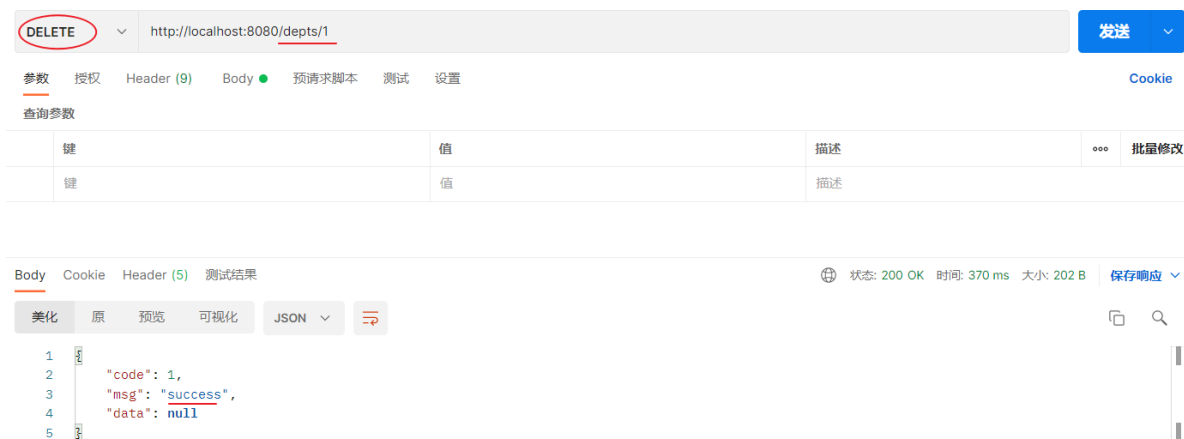 DELETE http://localhost:8080/depts/1 发送
参数 授权 Header (9) Body 预请求脚本 测试 设置 Cookie
查询参数
键 值 描述 ooo 批量修改
键 值 描述
Body Cookie Header (5) 测试结果 状态: 200 OK 时间: 370 ms 大小: 202 B 保存响应
美化 原 预览 可视化 JSON
1 {
2 "code": 1,
3 "msg": "success",
4 "data": null
5 }